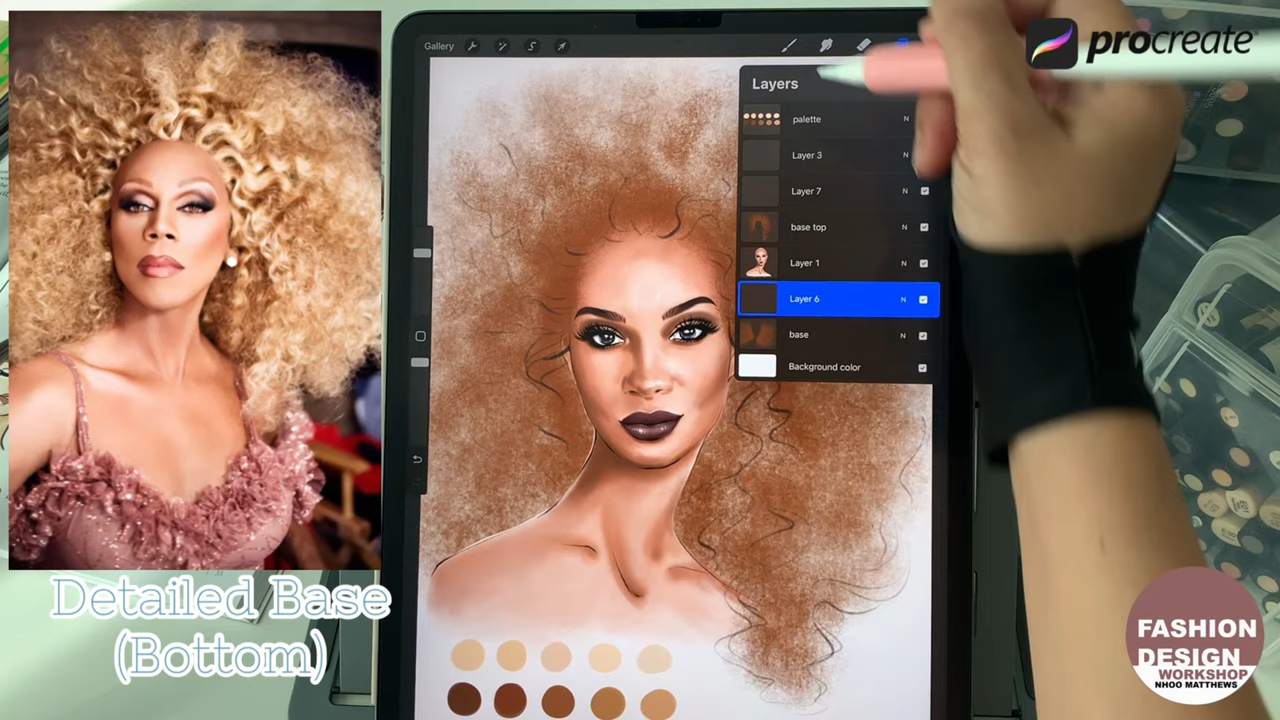 Gallery
Layers
palette N
Layer 3 N
Layer 7 N
base top N
Layer 1 N
Layer 6 N
base N
Background color
procreate
Detailed Base
(Bottom)
FASHION
DESIGN
WORKSHOP
NHOO MATTHEWS